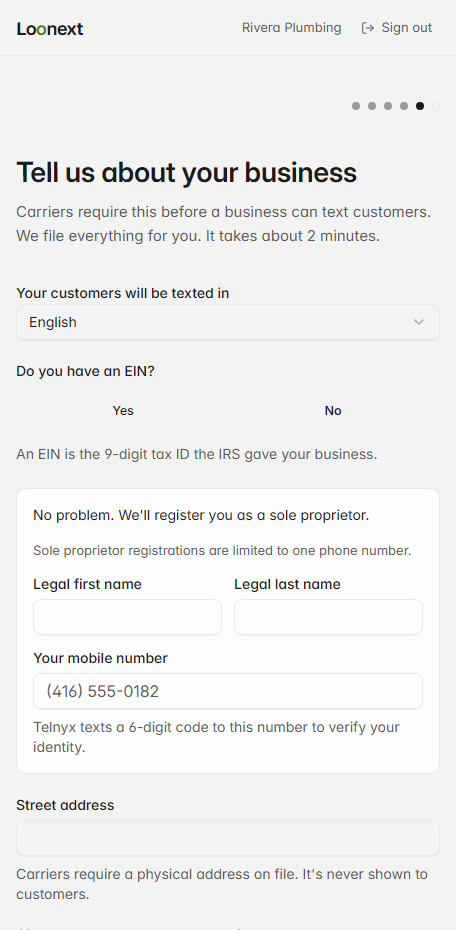 Loonext
Rivera Plumbing
Sign out
Tell us about your business
Carriers require this before a business can text customers.
We file everything for you. It takes about 2 minutes.
Your customers will be texted in
English
Do you have an EIN?
Yes
No
An EIN is the 9-digit tax ID the IRS gave your business.
No problem. We'll register you as a sole proprietor.
Sole proprietor registrations are limited to one phone number.
Legal first name
Legal last name
Your mobile number
(416) 555-0182
Telnyx texts a 6-digit code to this number to verify your
identity.
Street address
Carriers require a physical address on file. It's never shown to
customers.